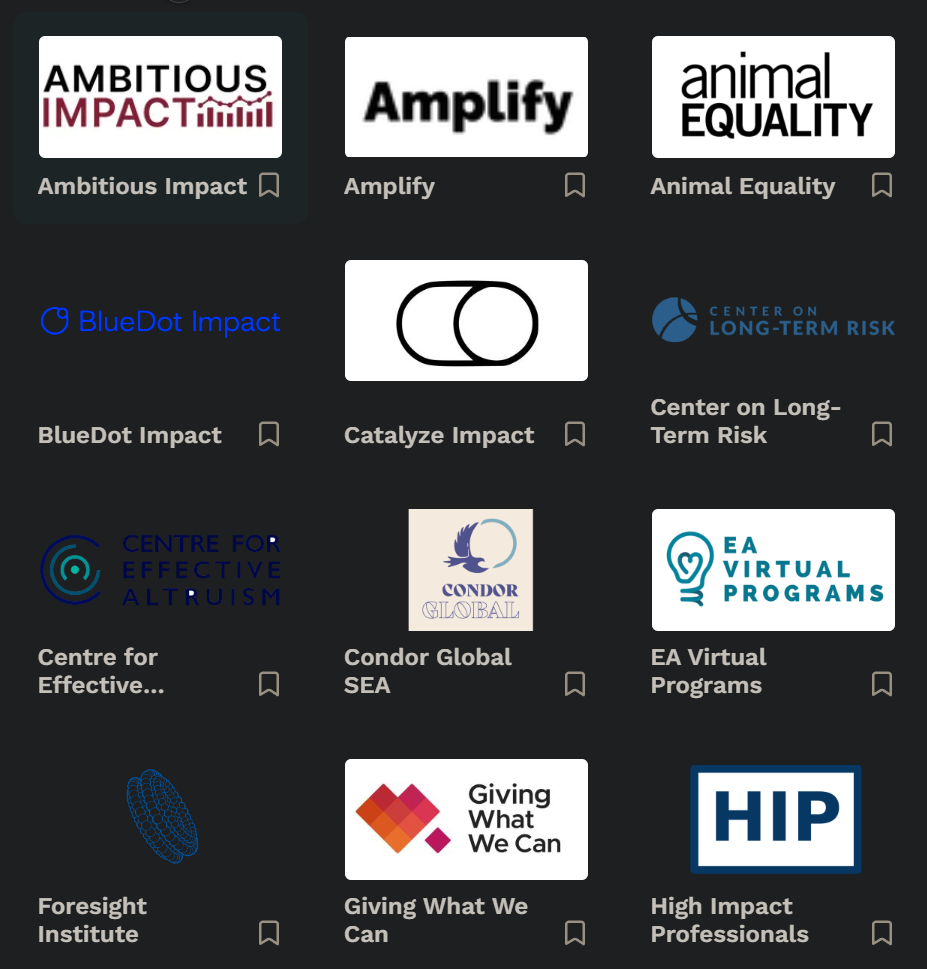 AMBITIOUS
IMPACT
Ambitious Impact
Amplify
Amplify
animal
EQUALITY
Animal Equality
BlueDot Impact
BlueDot Impact
Catalyze Impact
CENTER ON
LONG-TERM RISK
Center on Long-
Term Risk
CENTRE FOR
EFFECTIVE
ALTRUISM
Centre for
Effective...
CONDOR
GLOBAL
Condor Global
SEA
EA
VIRTUAL
PROGRAMS
EA Virtual
Programs
Foresight
Institute
Giving
What
We Can
Giving What We
Can
HIP
High Impact
Professionals